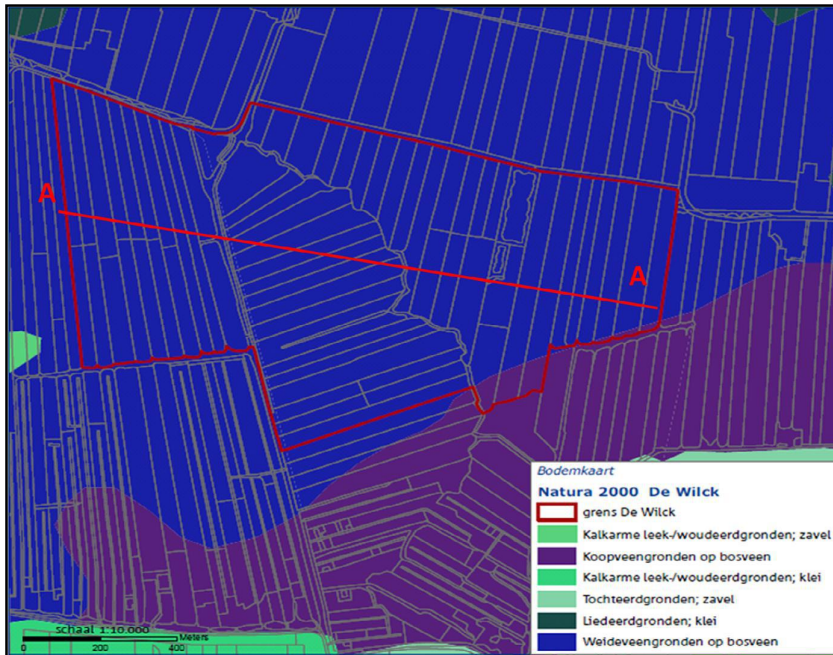 A
A
Bodemkaart
Natura 2000 De Wilck
grens De Wilck
Kalkarme leek-/woudeerdgronden; zavel
Koopveengronden op bosveen
Kalkarme leek-/woudeerdgronden; klei
Tochteerdgronden; zavel
Liedeerdgronden; klei
Weideveengronden op bosveen
schaal 1:10.000
Meters
0 200 400